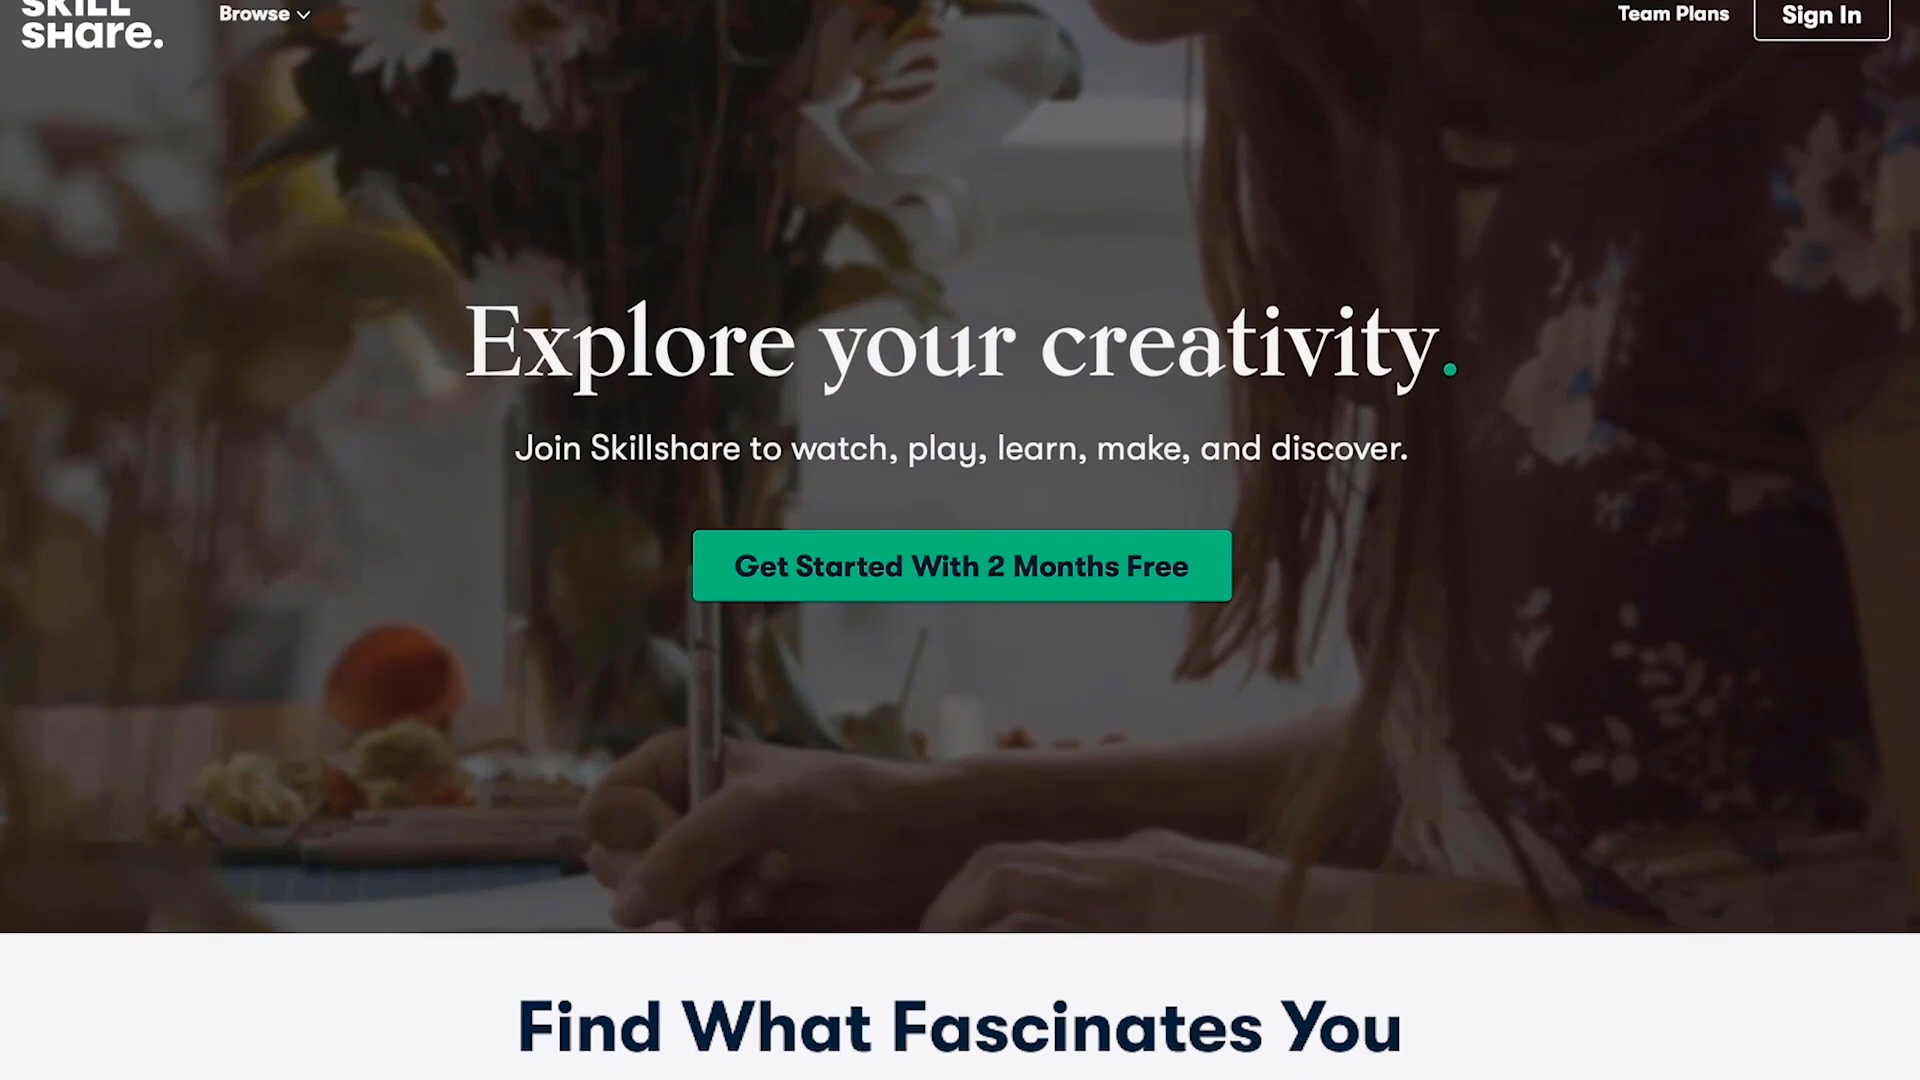 SKILL
SHare.
Browse
Team Plans
Sign In
Explore your creativity.
Join Skillshare to watch, play, learn, make, and discover.
Get Started With 2 Months Free
Find What Fascinates You